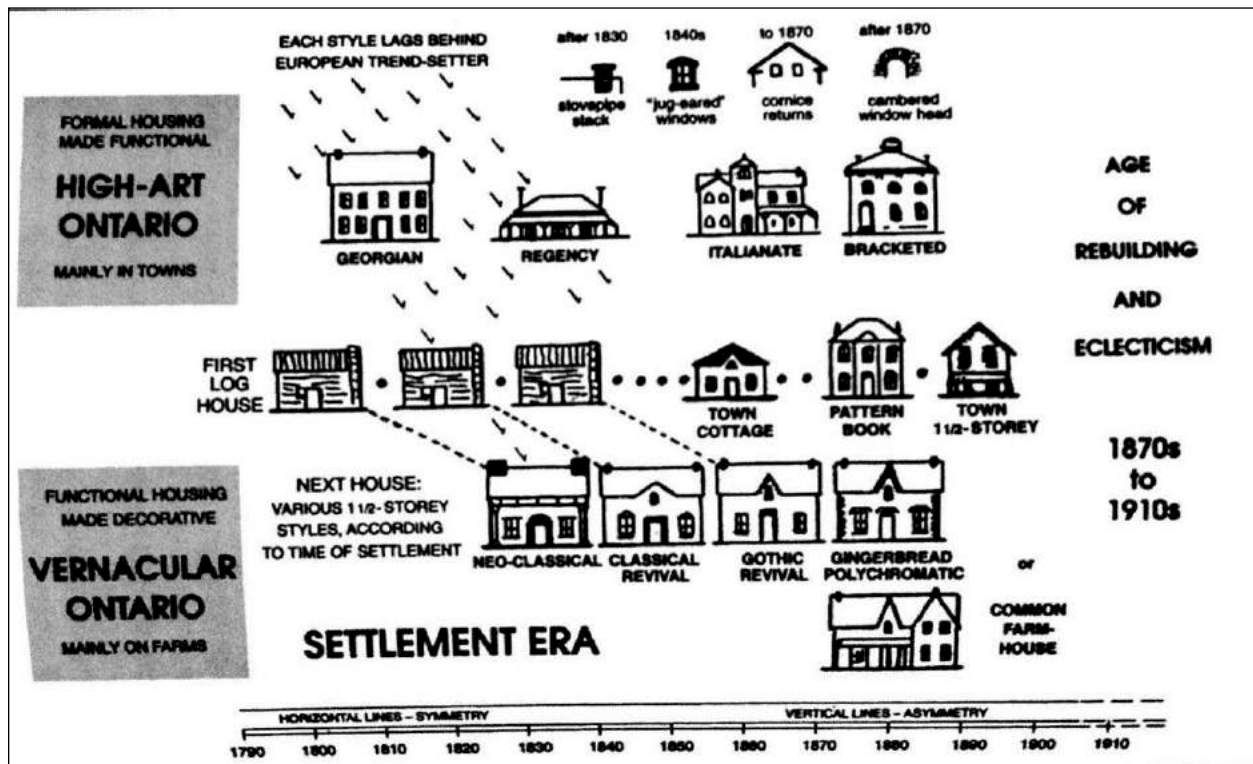 EACH STYLE LAGS BEHIND
EUROPEAN TREND-SETTER
after 1830
stovepipe
stack
1840s
"jug-eared"
windows
to 1870
cornice
returns
after 1870
cambered
window head
FORMAL HOUSING
MADE FUNCTIONAL
HIGH-ART
ONTARIO
MAINLY IN TOWNS
GEORGIAN
REGENCY
ITALIANATE
BRACKETED
AGE
OF
REBUILDING
AND
ECLECTICISM
1870s
to
1910s
FIRST
LOG
HOUSE
TOWN
COTTAGE
PATTERN
BOOK
TOWN
1 1/2-STOREY
FUNCTIONAL HOUSING
MADE DECORATIVE
VERNACULAR
ONTARIO
MAINLY ON FARMS
NEXT HOUSE:
VARIOUS 1 1/2-STOREY
STYLES, ACCORDING
TO TIME OF SETTLEMENT
NEO-CLASSICAL
CLASSICAL
REVIVAL
GOTHIC
REVIVAL
GINGERBREAD
POLYCHROMATIC
or
COMMON
FARM-
HOUSE
SETTLEMENT ERA
HORIZONTAL LINES – SYMMETRY
VERTICAL LINES – ASYMMETRY
1790 1800 1810 1820 1830 1840 1850 1860 1870 1880 1890 1900 1910